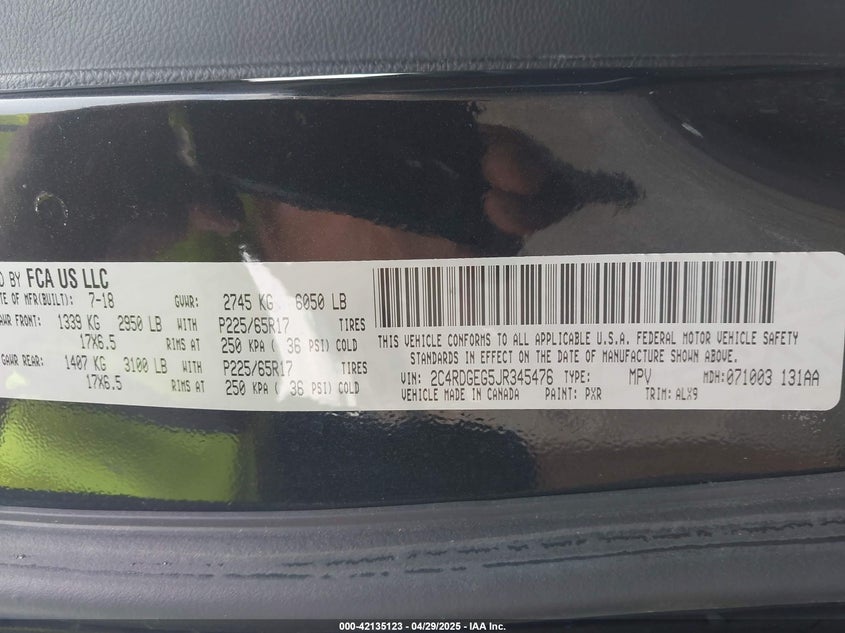 D BY FCA US LLC
ATE OF MFR(BUILT): 7-18 GVWR: 2745 KG 6050 LB
GAWR FRONT: 1339 KG 2950 LB WITH P225/65R17 TIRES
17X6.5 RIMS AT 250 KPA ( 36 PSI) COLD
GAWR REAR: 1407 KG 3100 LB WITH P225/65R17 TIRES
17X6.5 RIMS AT 250 KPA ( 36 PSI) COLD
THIS VEHICLE CONFORMS TO ALL APPLICABLE U.S.A. FEDERAL MOTOR VEHICLE SAFETY
STANDARDS IN EFFECT ON THE DATE OF MANUFACTURE SHOWN ABOVE.
VIN: 2C4RDGEG5JR345476 TYPE: MPV MDH:071003 131AA
VEHICLE MADE IN CANADA PAINT: PXR TRIM: ALX9
000-42135123 - 04/29/2025 - IAA Inc.